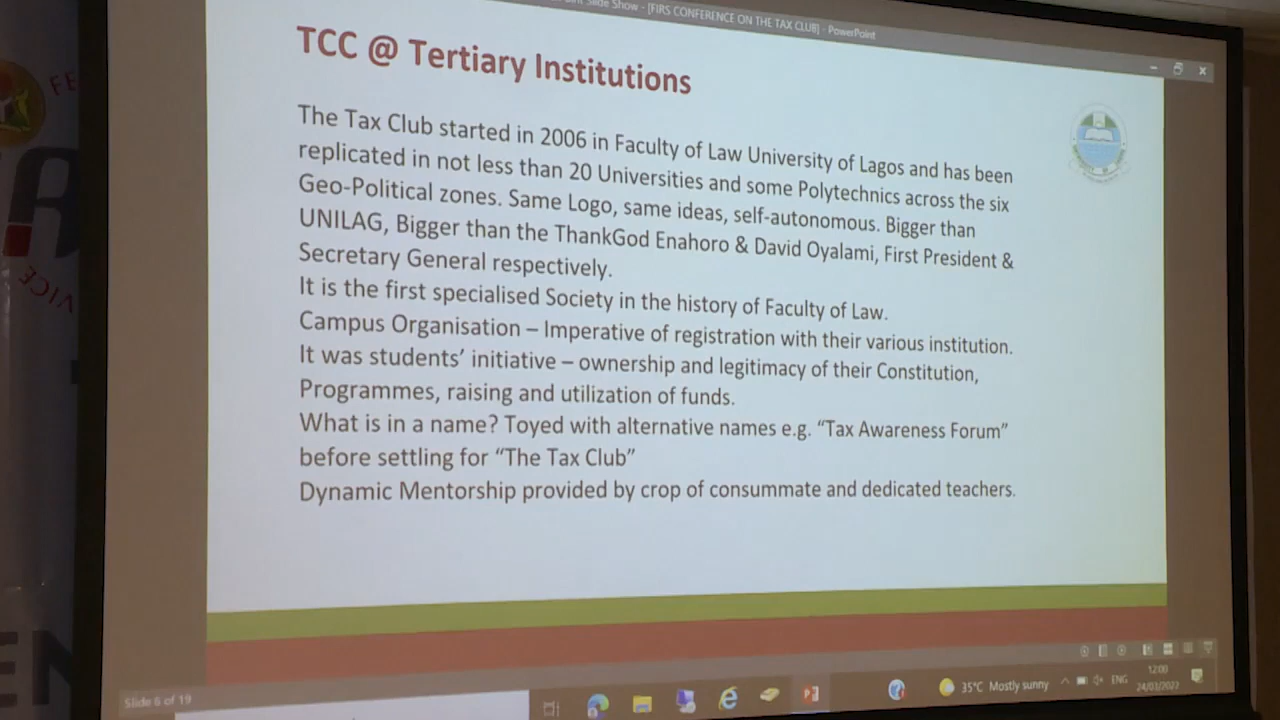 Slide Show - [FIRS CONFERENCE ON THE TAX CLUB] - PowerPoint
TCC @ Tertiary Institutions
The Tax Club started in 2006 in Faculty of Law University of Lagos and has been
replicated in not less than 20 Universities and some Polytechnics across the six
Geo-Political zones. Same Logo, same ideas, self-autonomous. Bigger than
UNILAG, Bigger than the ThankGod Enahoro & David Oyalami, First President &
Secretary General respectively.
It is the first specialised Society in the history of Faculty of Law.
Campus Organisation – Imperative of registration with their various institution.
It was students’ initiative – ownership and legitimacy of their Constitution,
Programmes, raising and utilization of funds.
What is in a name? Toyed with alternative names e.g. “Tax Awareness Forum”
before settling for “The Tax Club”
Dynamic Mentorship provided by crop of consummate and dedicated teachers.
Slide 6 of 19
35°C Mostly sunny
ENG
12:00
24/03/2022
FE
VICE
EN